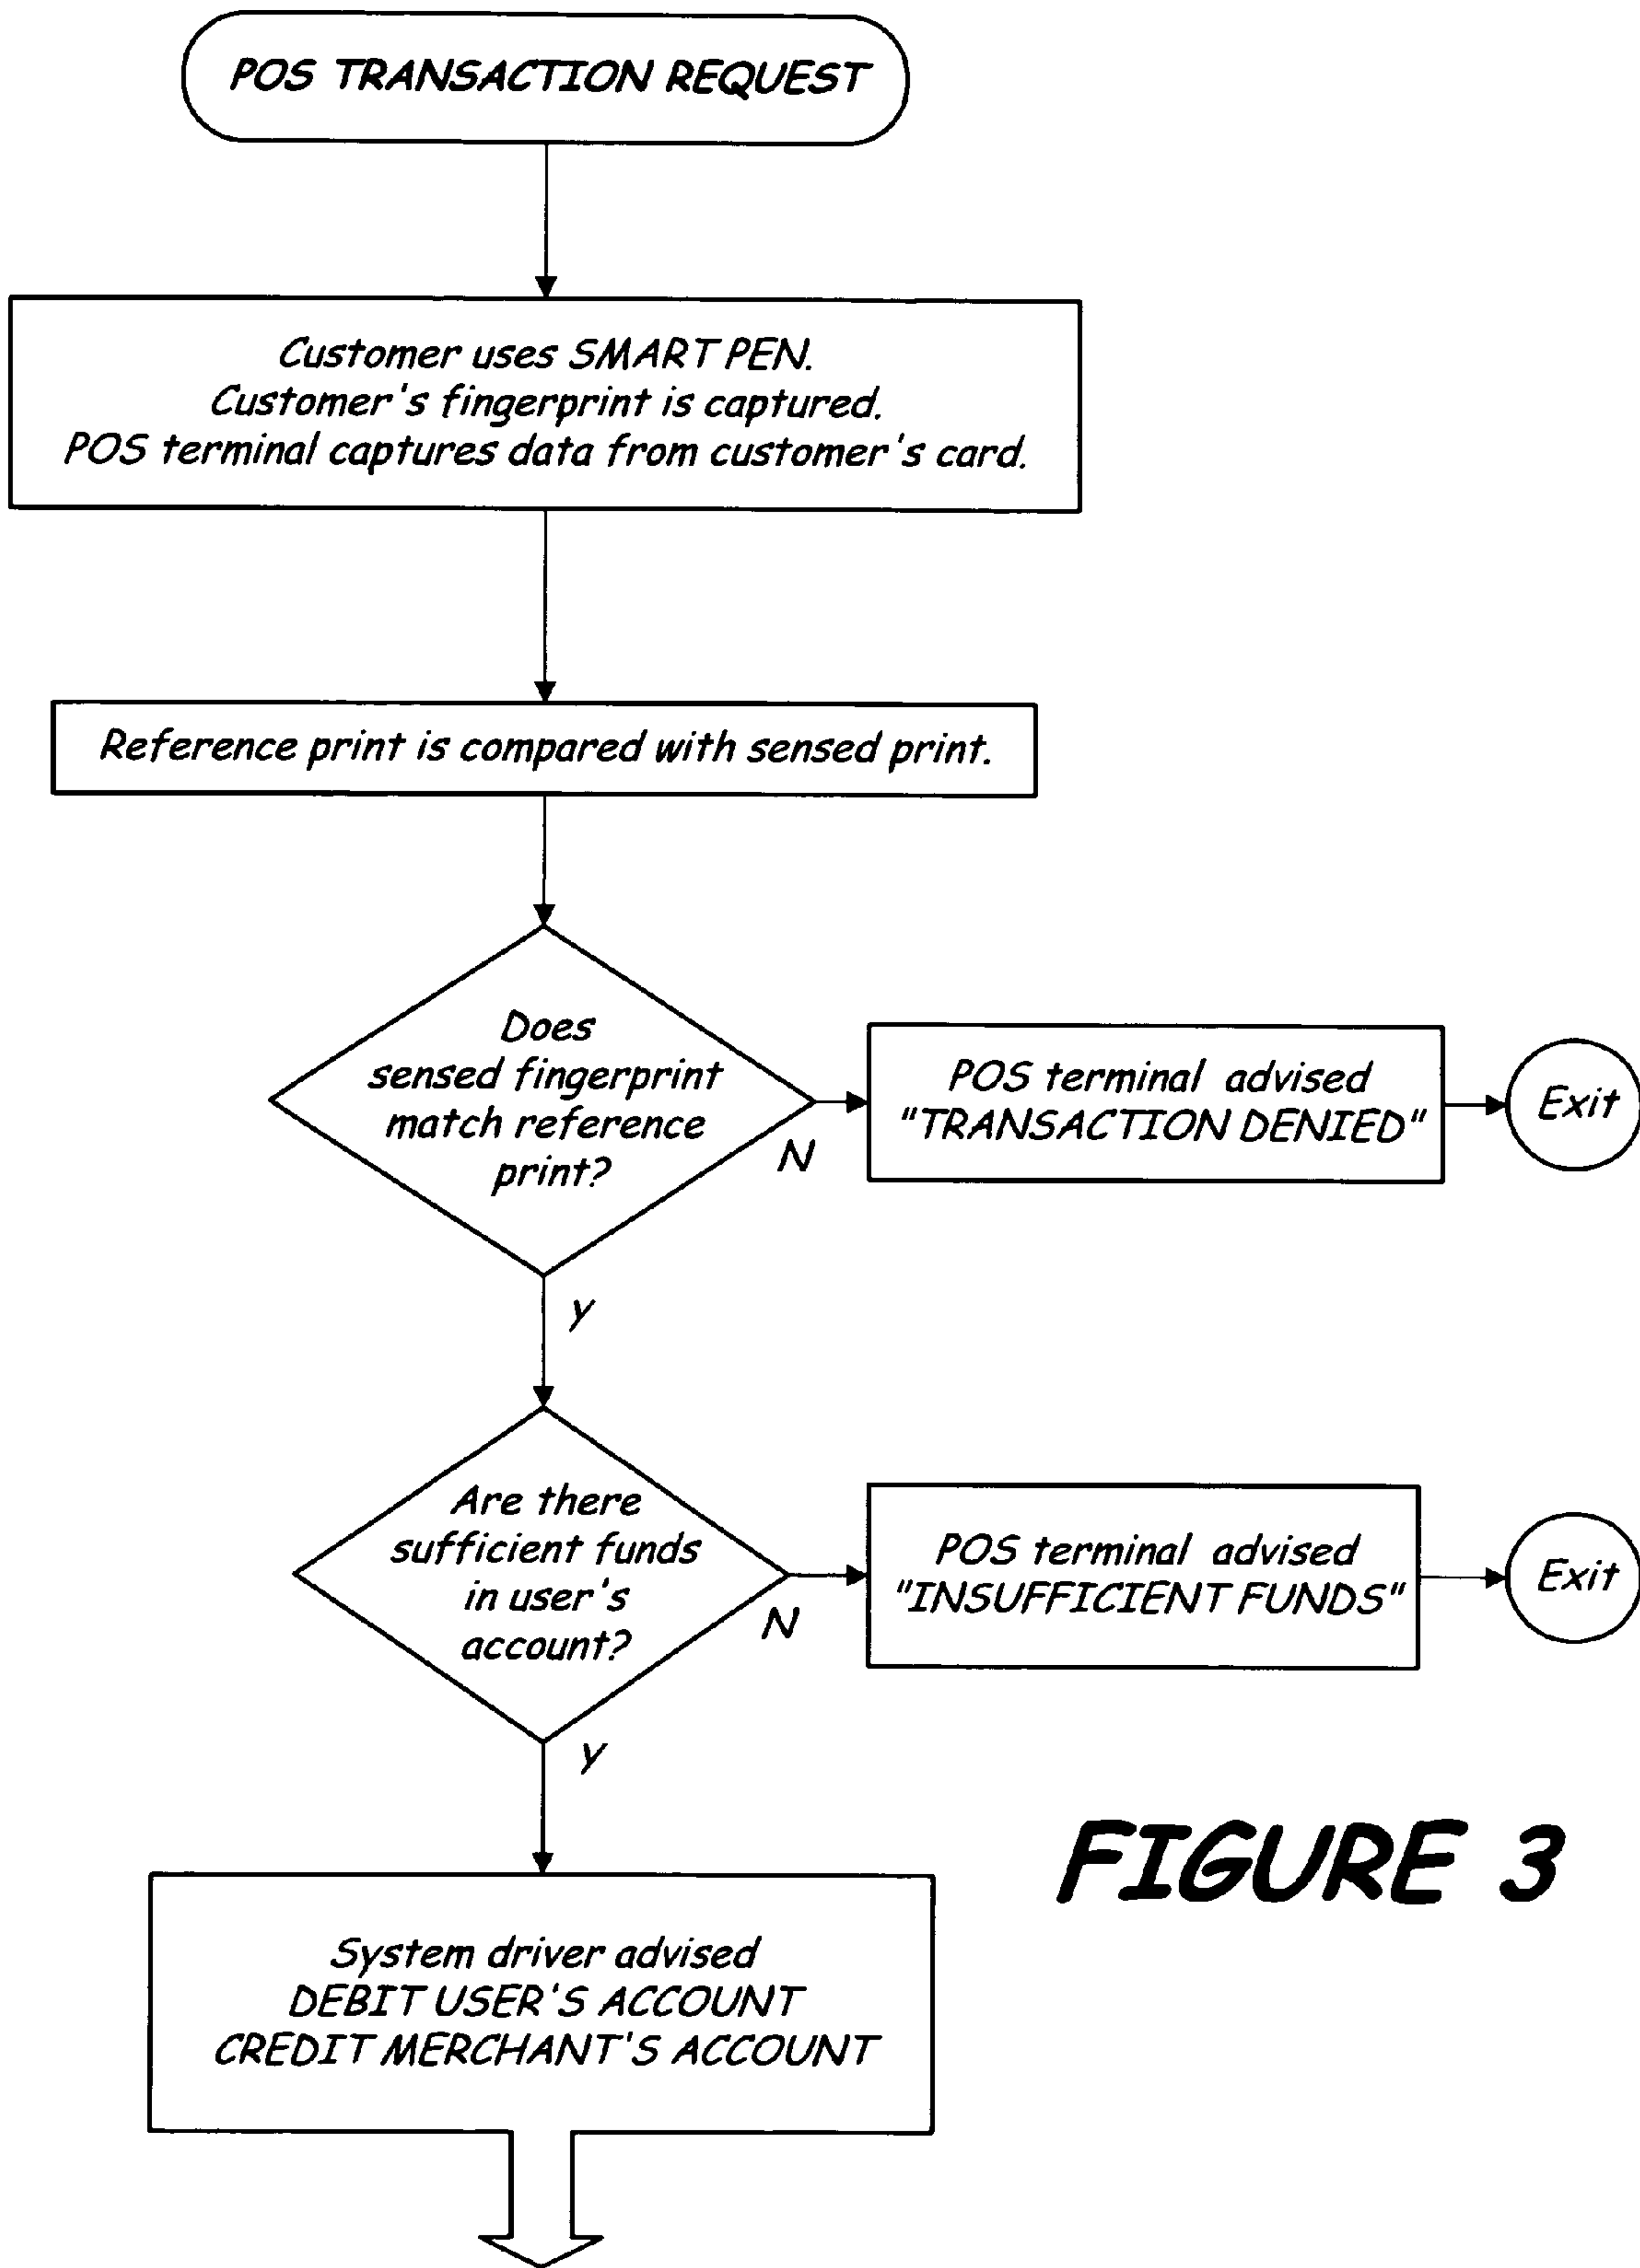 POS TRANSACTION REQUEST
Customer uses SMART PEN.
Customer's fingerprint is captured.
POS terminal captures data from customer's card.
Reference print is compared with sensed print.
Does
sensed fingerprint
match reference
print?
N
POS terminal advised
"TRANSACTION DENIED"
Exit
y
Are there
sufficient funds
in user's
account?
N
POS terminal advised
"INSUFFICIENT FUNDS"
Exit
y
System driver advised
DEBIT USER'S ACCOUNT
CREDIT MERCHANT'S ACCOUNT
FIGURE 3